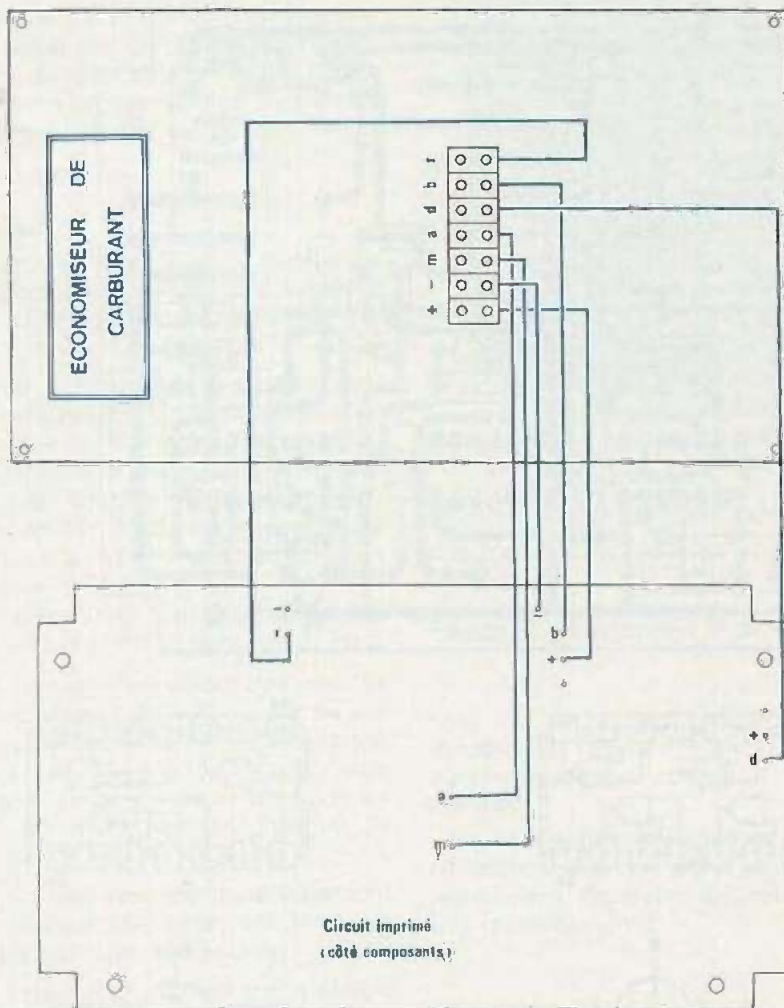 ECONOMISEUR DE
CARBURANT
r
b
d
a
m
-
+
-
-
b
+
+
d
a
m
Circuit imprimé
(côté composants)